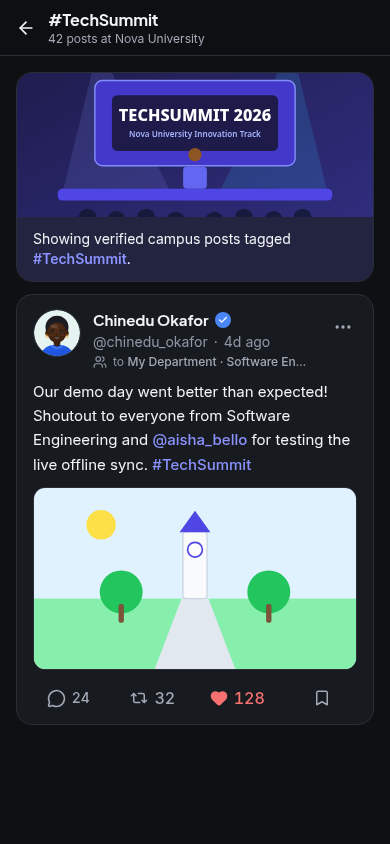 #TechSummit
42 posts at Nova University
TECHSUMMIT 2026
Nova University Innovation Track
Showing verified campus posts tagged
#TechSummit.
Chinedu Okafor
@chinedu_okafor · 4d ago
to My Department · Software En...
Our demo day went better than expected!
Shoutout to everyone from Software
Engineering and @aisha_bello for testing the
live offline sync. #TechSummit
24 32 128